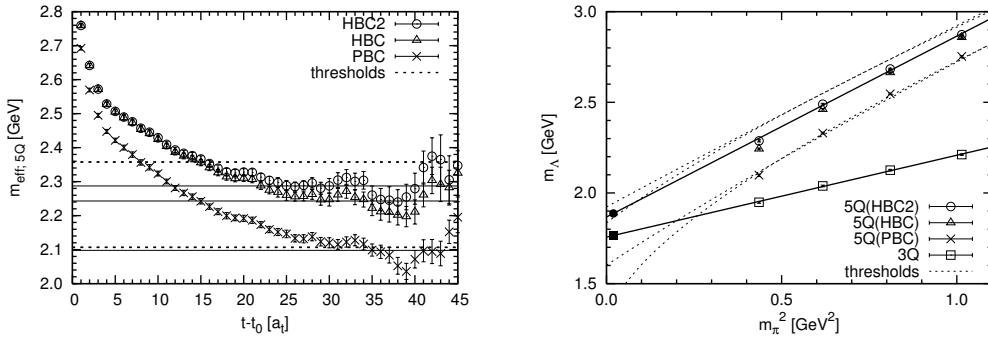 2.8
2.7
2.6
2.5
2.4
2.3
2.2
2.1
2
m_eff; 5Q [GeV]
HBC2
HBC
PBC
thresholds
0 5 10 15 20 25 30 35 40 45
t-t_0 [a_t]
3.0
2.5
2.0
1.5
m_Λ [GeV]
5Q(HBC2)
5Q(HBC)
5Q(PBC)
3Q
thresholds
0.0 0.5 1.0
m_π^2 [GeV^2]